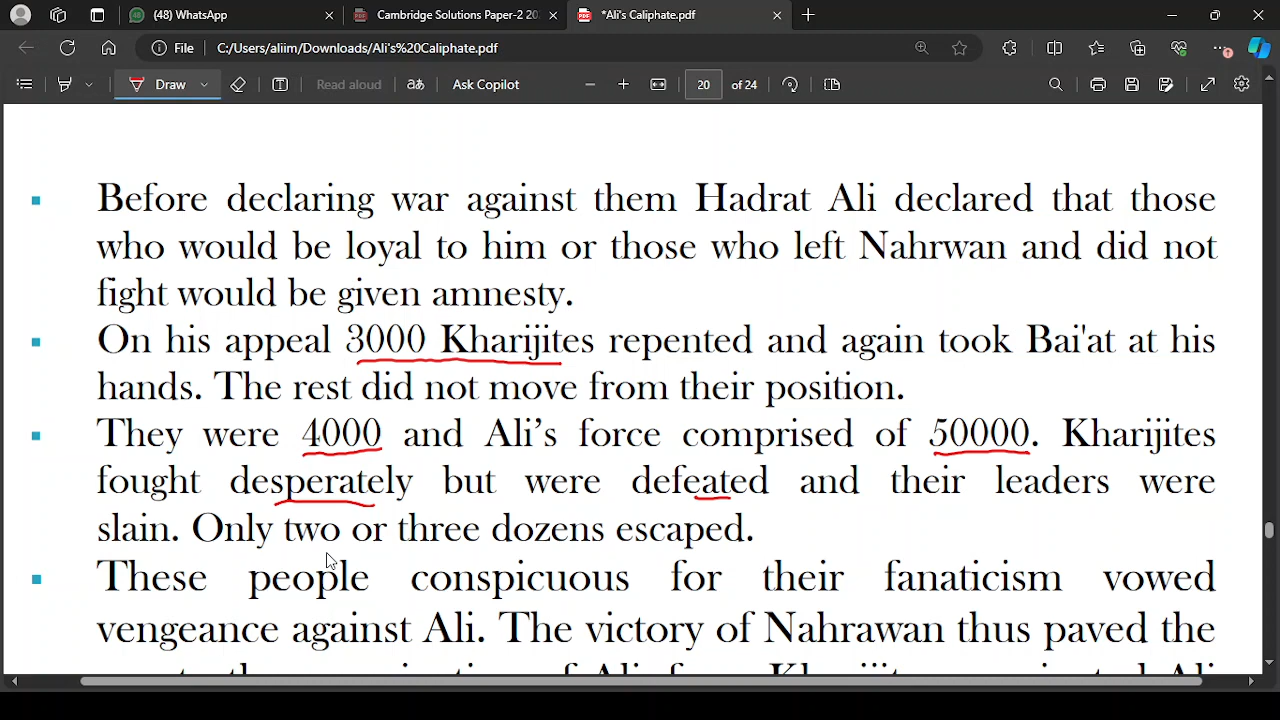 (48) WhatsApp
Cambridge Solutions Paper-2 20
*Ali's Caliphate.pdf
File
C:/Users/aliim/Downloads/Ali's%20Caliphate.pdf
Draw
Read aloud
aあ
Ask Copilot
20 of 24
Before declaring war against them Hadrat Ali declared that those
who would be loyal to him or those who left Nahrwan and did not
fight would be given amnesty.
On his appeal 3000 Kharijites repented and again took Bai'at at his
hands. The rest did not move from their position.
They were 4000 and Ali’s force comprised of 50000. Kharijites
fought desperately but were defeated and their leaders were
slain. Only two or three dozens escaped.
These people conspicuous for their fanaticism vowed
vengeance against Ali. The victory of Nahrawan thus paved the